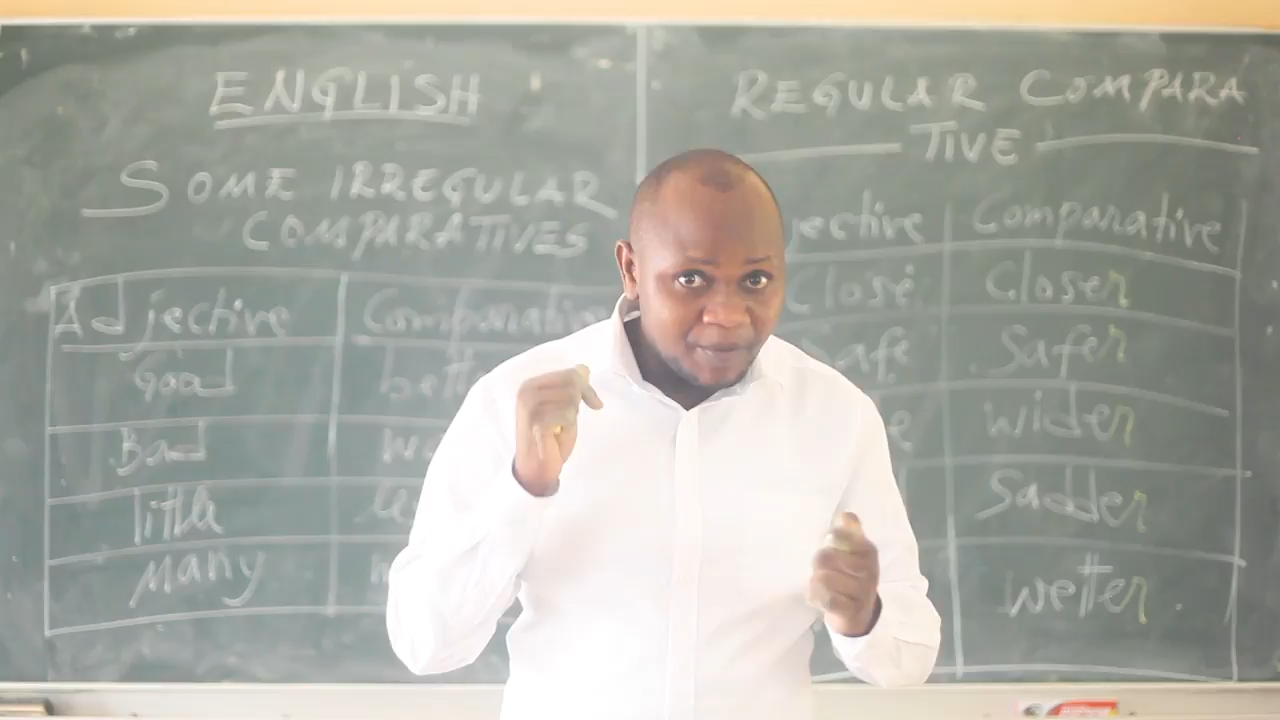 ENGLISH
SOME IRREGULAR
COMPARATIVES
Adjective Comparative
Good
Bad
little
Many
REGULAR COMPARA
TIVE
Comparative
Close Closer
Safer
wider
Sadder
wetter